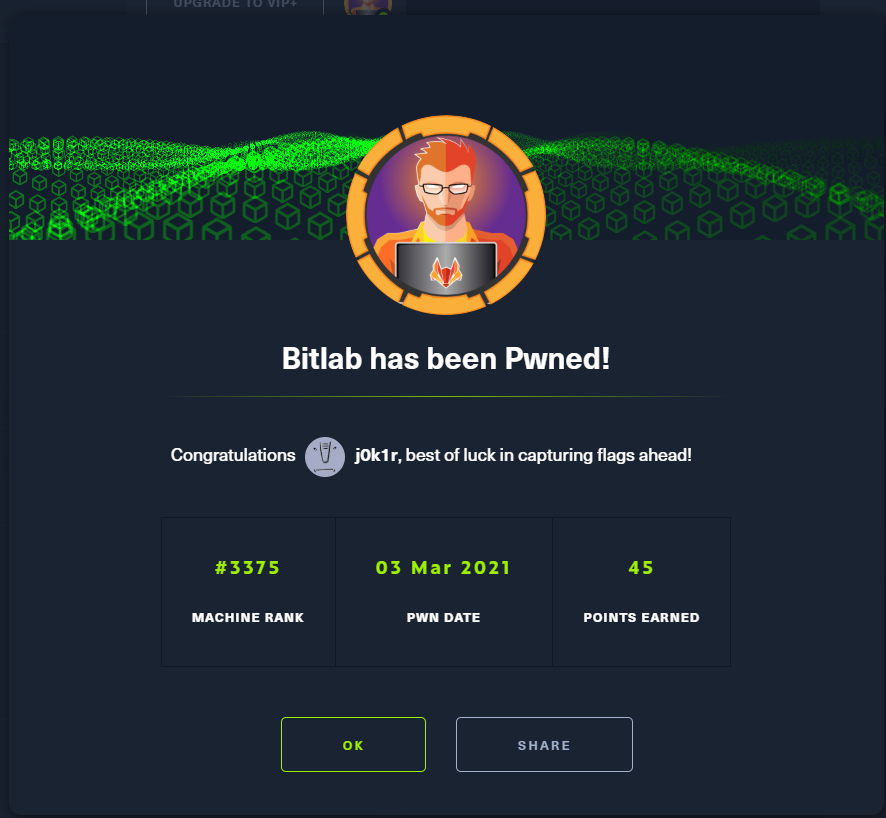 UPGRADE TO VIP+
Bitlab has been Pwned!
Congratulations j0k1r, best of luck in capturing flags ahead!
#3375 03 Mar 2021 45
MACHINE RANK PWN DATE POINTS EARNED
OK SHARE